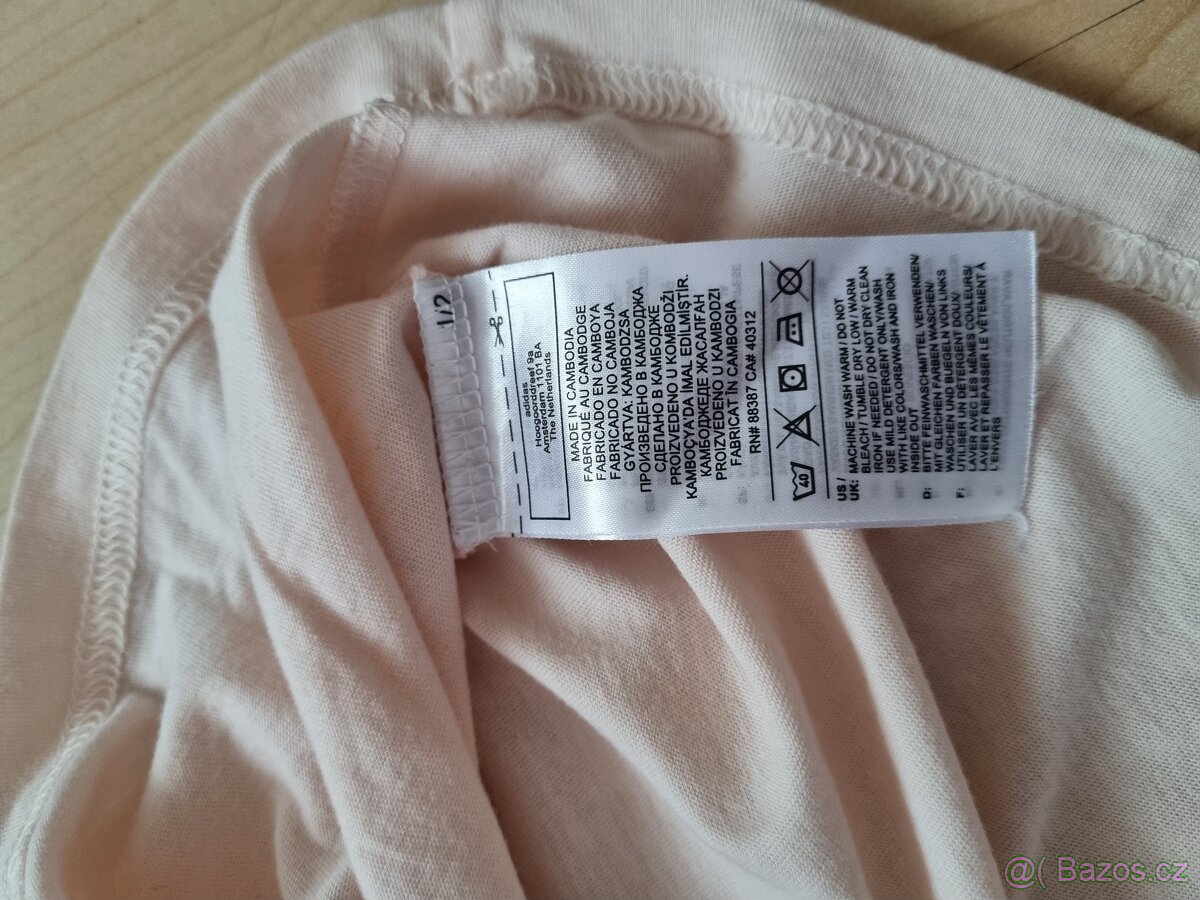 1/2
adidas
Hoogoorddreef 9a
Amsterdam 1101 BA
The Netherlands
MADE IN CAMBODIA
FABRIQUÉ AU CAMBODGE
FABRICADO EN CAMBOYA
FABRICADO NO CAMBOJA
GYÁRTVA: KAMBODZSA
ПРОИЗВЕДЕНО В КАМБОДЖА
СДЕЛАНО В КАМБОДЖЕ
PROIZVEDENO U KOMBODŽI
KAMBOÇYA'DA İMAL EDİLMİŞTİR.
КАМБОДЖЕДЕ ЖАСАЛҒАН
PROIZVEDENO U KAMBODZI
FABRICAT ÎN CAMBOGIA
RN# 88387 CA# 40312
40
US /
UK: MACHINE WASH WARM / DO NOT
BLEACH / TUMBLE DRY LOW / WARM
IRON IF NEEDED / DO NOT DRY CLEAN
USE MILD DETERGENT ONLY/WASH
WITH LIKE COLORS/WASH AND IRON
INSIDE OUT
D: BITTE FEINWASCHMITTEL VERWENDEN/
MIT GLEICHEN FARBEN WASCHEN/
WASCHEN UND BUEGELN VON LINKS
F: UTILISER UN DÉTERGENT DOUX/
LAVER AVEC LES MÊMES COULEURS/
LAVER ET REPASSER LE VÊTEMENT À
L'ENVERS
@( Bazos.cz